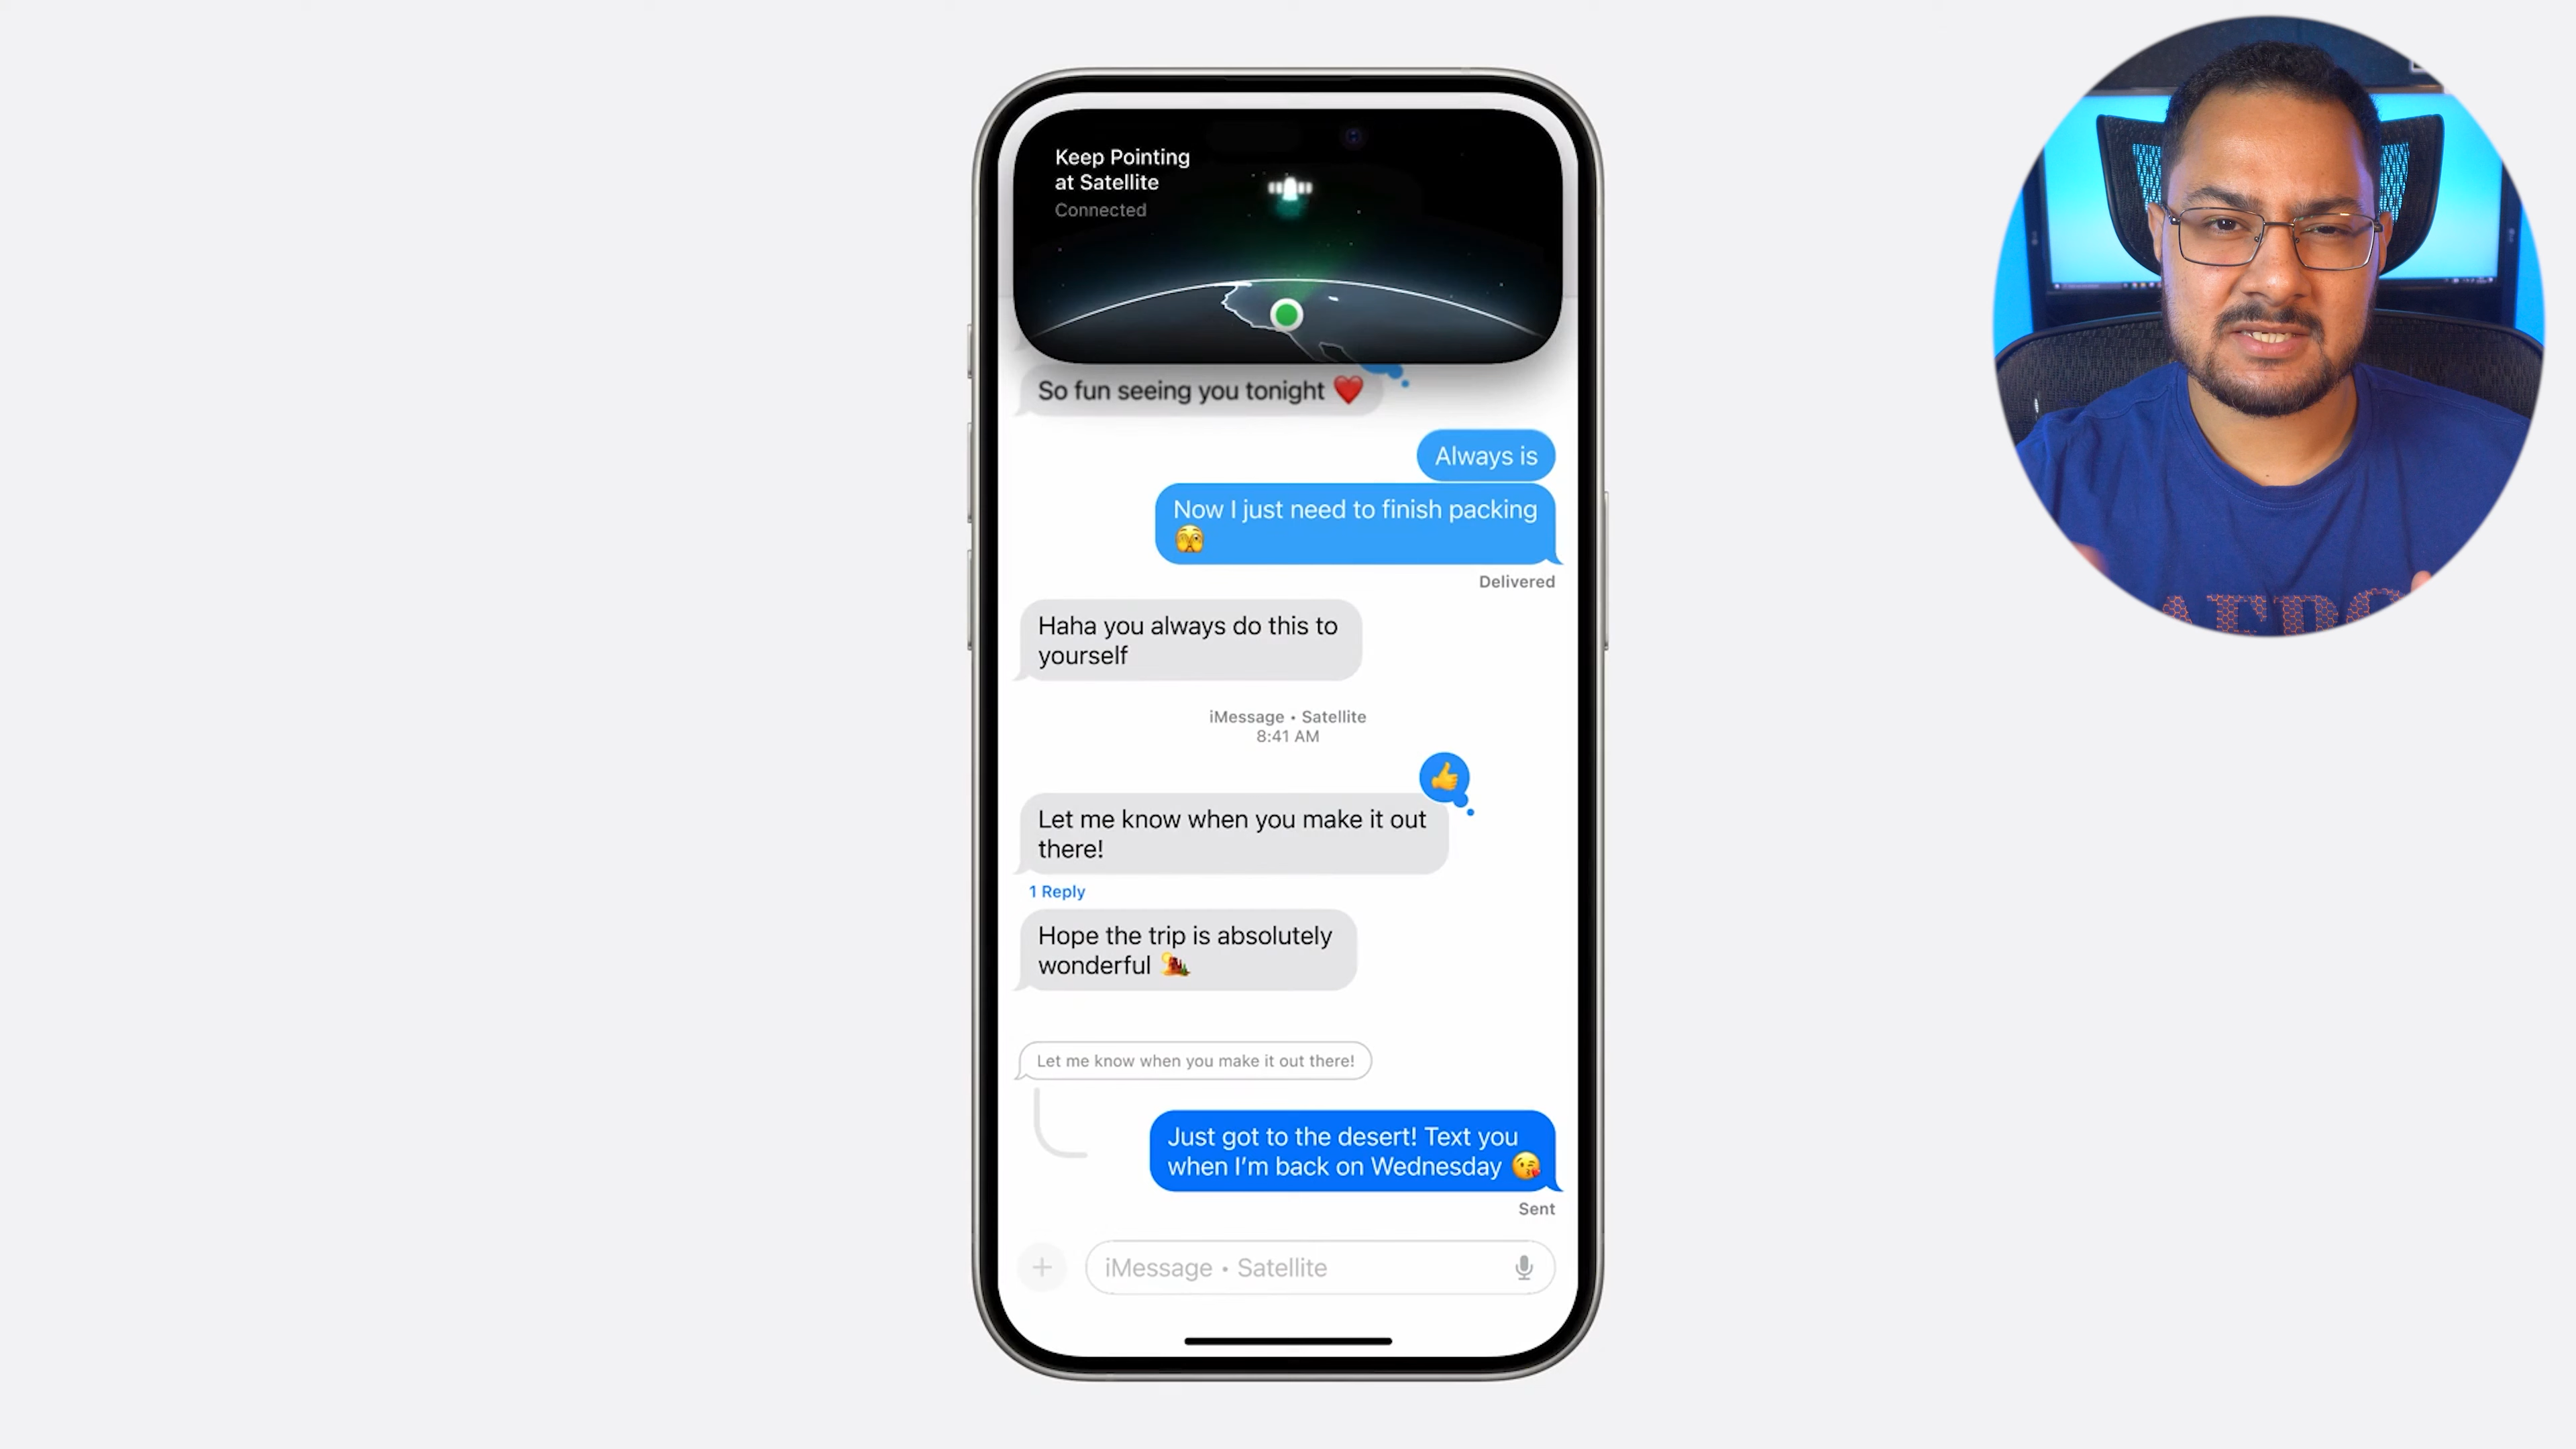 Keep Pointing
at Satellite
Connected
So fun seeing you tonight ❤️
Always is
Now I just need to finish packing
🫣
Delivered
Haha you always do this to
yourself
iMessage • Satellite
8:41 AM
👍
Let me know when you make it out
there!
1 Reply
Hope the trip is absolutely
wonderful 🏜️
Let me know when you make it out there!
Just got to the desert! Text you
when I’m back on Wednesday 😘
Sent
iMessage • Satellite